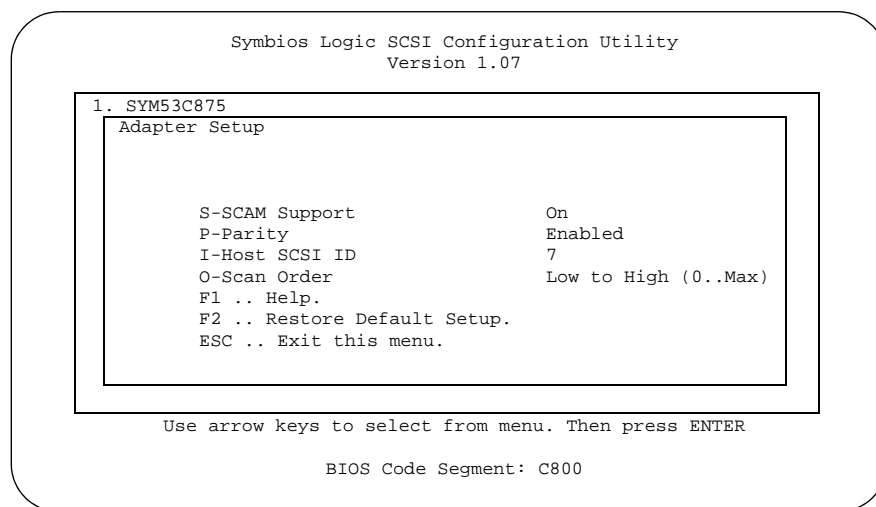 Symbios Logic SCSI Configuration Utility
Version 1.07
1. SYM53C875
Adapter Setup
S-SCAM Support On
P-Parity Enabled
I-Host SCSI ID 7
O-Scan Order Low to High (0..Max)
F1 .. Help.
F2 .. Restore Default Setup.
ESC .. Exit this menu.
Use arrow keys to select from menu. Then press ENTER
BIOS Code Segment: C800